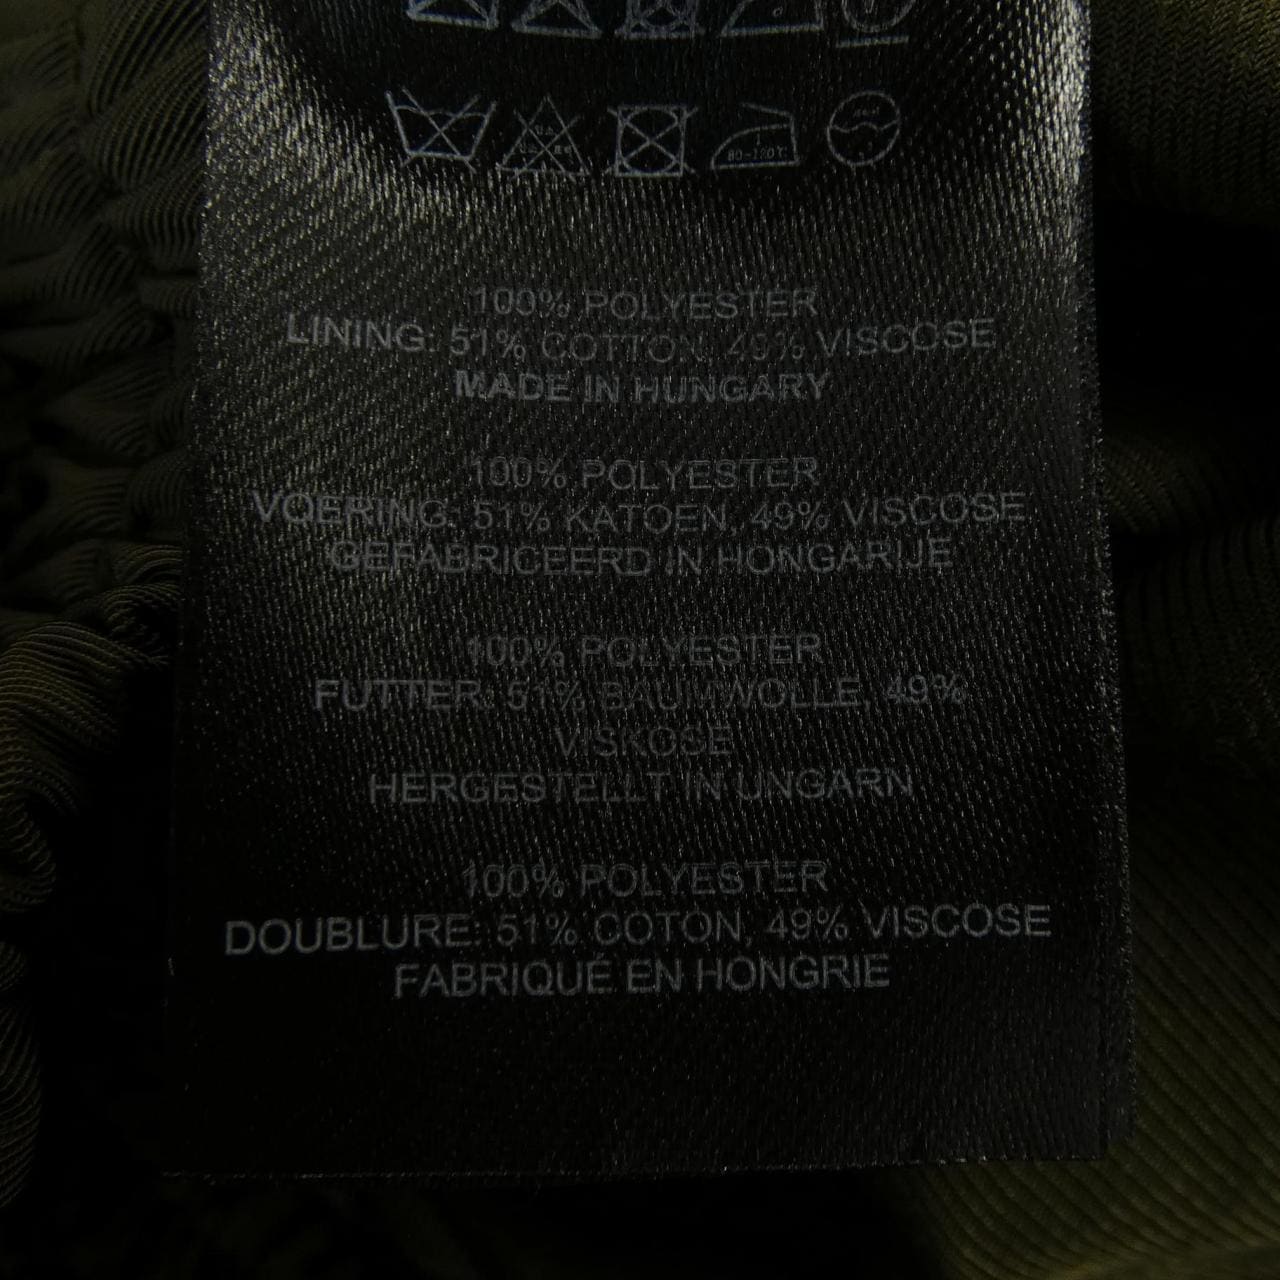 80-120℃
100% POLYESTER
LINING: 51% COTTON, 49% VISCOSE
MADE IN HUNGARY
100% POLYESTER
VOERING: 51% KATOEN, 49% VISCOSE
GEFABRICEERD IN HONGARIJE
100% POLYESTER
FUTTER: 51% BAUMWOLLE, 49%
VISKOSE
HERGESTELLT IN UNGARN
100% POLYESTER
DOUBLURE: 51% COTON, 49% VISCOSE
FABRIQUÉ EN HONGRIE